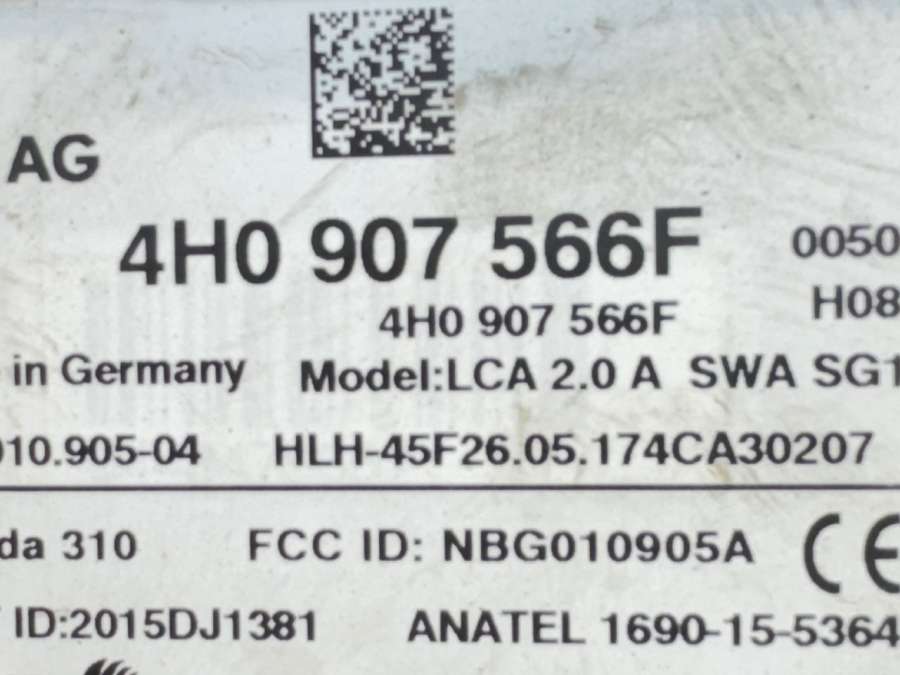 AG
4H0 907 566F 0050
4H0 907 566F H08
in Germany Model:LCA 2.0 A SWA SG1
10.905-04 HLH-45F26.05.174CA30207
da 310 FCC ID: NBG010905A CE
ID:2015DJ1381 ANATEL 1690-15-5364